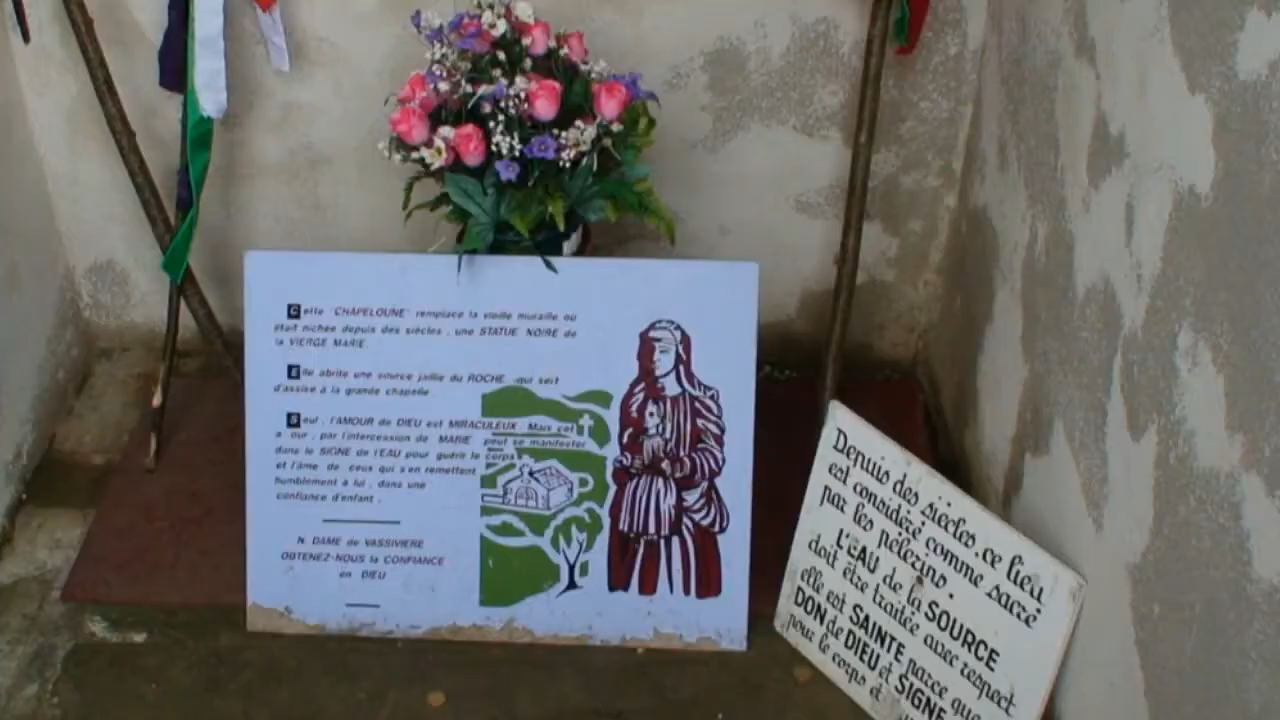 Cette "CHAPELOUNE" remplace la vieille muraille où
était nichée depuis des siècles , une STATUE NOIRE de
la VIERGE MARIE.
Elle abrite une source jaillie du ROCHE qui sert
d'assise à la grande chapelle
Seul , l'AMOUR de DIEU est MIRACULEUX. Mais cet
a our , par l'intercession de MARIE peut se manifester
dans le SIGNE de l'EAU pour guérir le corps
et l'âme de ceux qui s'en remettent
humblement à lui , dans une
confiance d'enfant .
N. DAME de VASSIVIERE
OBTENEZ-NOUS la CONFIANCE
en DIEU
Depuis des siècles, ce lieu
est considéré comme sacré
par les pèlerins .
L'EAU de la SOURCE
doit être traitée avec respect
elle est SAINTE parce que
DON de DIEU et SIGNE
pour le corps et